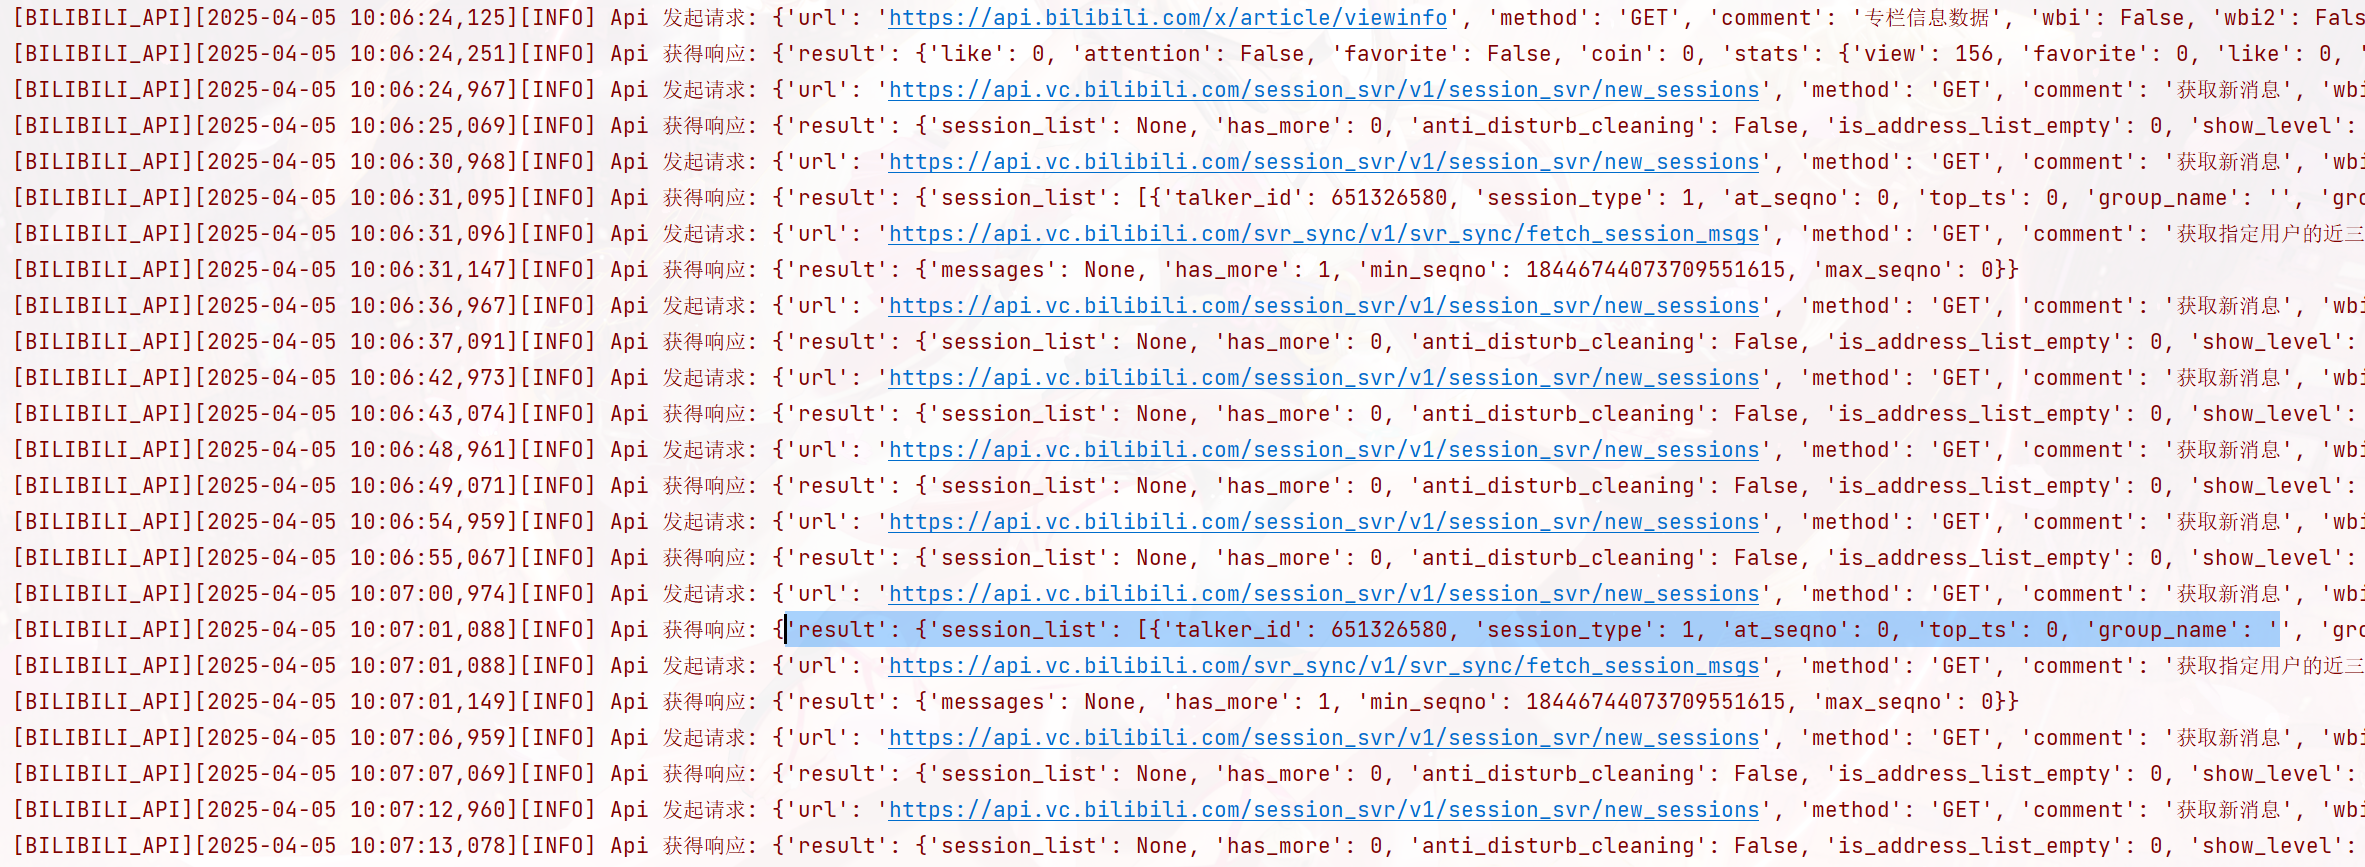 [BILIBILI_API][2025-04-05 10:06:24,125][INFO] Api 发起请求: {'url': 'https://api.bilibili.com/x/article/viewinfo', 'method': 'GET', 'comment': '专栏信息数据', 'wbi': False, 'wbi2': Fals
[BILIBILI_API][2025-04-05 10:06:24,251][INFO] Api 获得响应: {'result': {'like': 0, 'attention': False, 'favorite': False, 'coin': 0, 'stats': {'view': 156, 'favorite': 0, 'like': 0, '
[BILIBILI_API][2025-04-05 10:06:24,967][INFO] Api 发起请求: {'url': 'https://api.vc.bilibili.com/session_svr/v1/session_svr/new_sessions', 'method': 'GET', 'comment': '获取新消息', 'wbi
[BILIBILI_API][2025-04-05 10:06:25,069][INFO] Api 获得响应: {'result': {'session_list': None, 'has_more': 0, 'anti_disturb_cleaning': False, 'is_address_list_empty': 0, 'show_level':
[BILIBILI_API][2025-04-05 10:06:30,968][INFO] Api 发起请求: {'url': 'https://api.vc.bilibili.com/session_svr/v1/session_svr/new_sessions', 'method': 'GET', 'comment': '获取新消息', 'wbi
[BILIBILI_API][2025-04-05 10:06:31,095][INFO] Api 获得响应: {'result': {'session_list': [{'talker_id': 651326580, 'session_type': 1, 'at_seqno': 0, 'top_ts': 0, 'group_name': '', 'gro
[BILIBILI_API][2025-04-05 10:06:31,096][INFO] Api 发起请求: {'url': 'https://api.vc.bilibili.com/svr_sync/v1/svr_sync/fetch_session_msgs', 'method': 'GET', 'comment': '获取指定用户的近三
[BILIBILI_API][2025-04-05 10:06:31,147][INFO] Api 获得响应: {'result': {'messages': None, 'has_more': 1, 'min_seqno': 18446744073709551615, 'max_seqno': 0}}
[BILIBILI_API][2025-04-05 10:06:36,967][INFO] Api 发起请求: {'url': 'https://api.vc.bilibili.com/session_svr/v1/session_svr/new_sessions', 'method': 'GET', 'comment': '获取新消息', 'wbi
[BILIBILI_API][2025-04-05 10:06:37,091][INFO] Api 获得响应: {'result': {'session_list': None, 'has_more': 0, 'anti_disturb_cleaning': False, 'is_address_list_empty': 0, 'show_level':
[BILIBILI_API][2025-04-05 10:06:42,973][INFO] Api 发起请求: {'url': 'https://api.vc.bilibili.com/session_svr/v1/session_svr/new_sessions', 'method': 'GET', 'comment': '获取新消息', 'wbi
[BILIBILI_API][2025-04-05 10:06:43,074][INFO] Api 获得响应: {'result': {'session_list': None, 'has_more': 0, 'anti_disturb_cleaning': False, 'is_address_list_empty': 0, 'show_level':
[BILIBILI_API][2025-04-05 10:06:48,961][INFO] Api 发起请求: {'url': 'https://api.vc.bilibili.com/session_svr/v1/session_svr/new_sessions', 'method': 'GET', 'comment': '获取新消息', 'wbi
[BILIBILI_API][2025-04-05 10:06:49,071][INFO] Api 获得响应: {'result': {'session_list': None, 'has_more': 0, 'anti_disturb_cleaning': False, 'is_address_list_empty': 0, 'show_level':
[BILIBILI_API][2025-04-05 10:06:54,959][INFO] Api 发起请求: {'url': 'https://api.vc.bilibili.com/session_svr/v1/session_svr/new_sessions', 'method': 'GET', 'comment': '获取新消息', 'wbi
[BILIBILI_API][2025-04-05 10:06:55,067][INFO] Api 获得响应: {'result': {'session_list': None, 'has_more': 0, 'anti_disturb_cleaning': False, 'is_address_list_empty': 0, 'show_level':
[BILIBILI_API][2025-04-05 10:07:00,974][INFO] Api 发起请求: {'url': 'https://api.vc.bilibili.com/session_svr/v1/session_svr/new_sessions', 'method': 'GET', 'comment': '获取新消息', 'wbi
[BILIBILI_API][2025-04-05 10:07:01,088][INFO] Api 获得响应: {'result': {'session_list': [{'talker_id': 651326580, 'session_type': 1, 'at_seqno': 0, 'top_ts': 0, 'group_name': '', 'gro
[BILIBILI_API][2025-04-05 10:07:01,088][INFO] Api 发起请求: {'url': 'https://api.vc.bilibili.com/svr_sync/v1/svr_sync/fetch_session_msgs', 'method': 'GET', 'comment': '获取指定用户的近三
[BILIBILI_API][2025-04-05 10:07:01,149][INFO] Api 获得响应: {'result': {'messages': None, 'has_more': 1, 'min_seqno': 18446744073709551615, 'max_seqno': 0}}
[BILIBILI_API][2025-04-05 10:07:06,959][INFO] Api 发起请求: {'url': 'https://api.vc.bilibili.com/session_svr/v1/session_svr/new_sessions', 'method': 'GET', 'comment': '获取新消息', 'wbi
[BILIBILI_API][2025-04-05 10:07:07,069][INFO] Api 获得响应: {'result': {'session_list': None, 'has_more': 0, 'anti_disturb_cleaning': False, 'is_address_list_empty': 0, 'show_level':
[BILIBILI_API][2025-04-05 10:07:12,960][INFO] Api 发起请求: {'url': 'https://api.vc.bilibili.com/session_svr/v1/session_svr/new_sessions', 'method': 'GET', 'comment': '获取新消息', 'wbi
[BILIBILI_API][2025-04-05 10:07:13,078][INFO] Api 获得响应: {'result': {'session_list': None, 'has_more': 0, 'anti_disturb_cleaning': False, 'is_address_list_empty': 0, 'show_level':